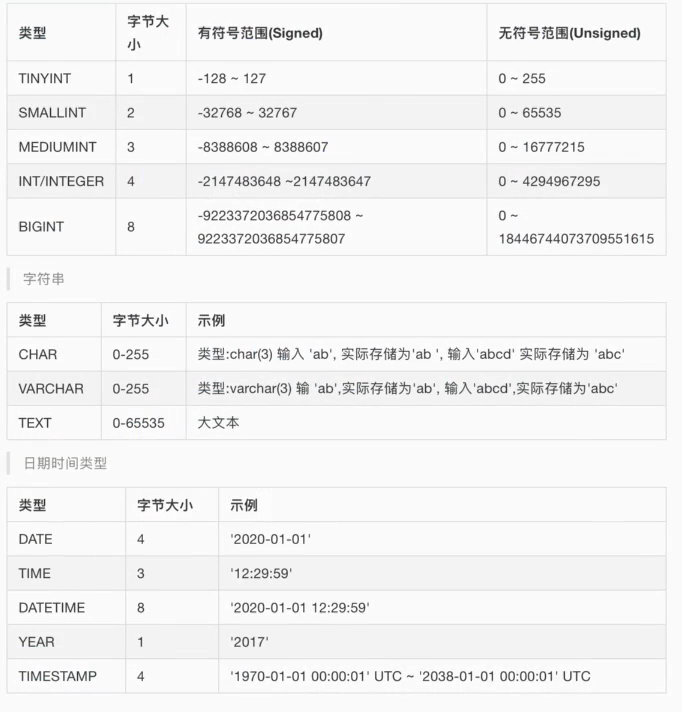 类型 字节大小 有符号范围(Signed) 无符号范围(Unsigned)
TINYINT 1 -128 ~ 127 0 ~ 255
SMALLINT 2 -32768 ~ 32767 0 ~ 65535
MEDIUMINT 3 -8388608 ~ 8388607 0 ~ 16777215
INT/INTEGER 4 -2147483648 ~2147483647 0 ~ 4294967295
BIGINT 8 -9223372036854775808 ~ 9223372036854775807 0 ~ 18446744073709551615
字符串
类型 字节大小 示例
CHAR 0-255 类型:char(3) 输入 'ab', 实际存储为'ab ', 输入'abcd' 实际存储为 'abc'
VARCHAR 0-255 类型:varchar(3) 输 'ab',实际存储为'ab', 输入'abcd',实际存储为'abc'
TEXT 0-65535 大文本
日期时间类型
类型 字节大小 示例
DATE 4 '2020-01-01'
TIME 3 '12:29:59'
DATETIME 8 '2020-01-01 12:29:59'
YEAR 1 '2017'
TIMESTAMP 4 '1970-01-01 00:00:01' UTC ~ '2038-01-01 00:00:01' UTC